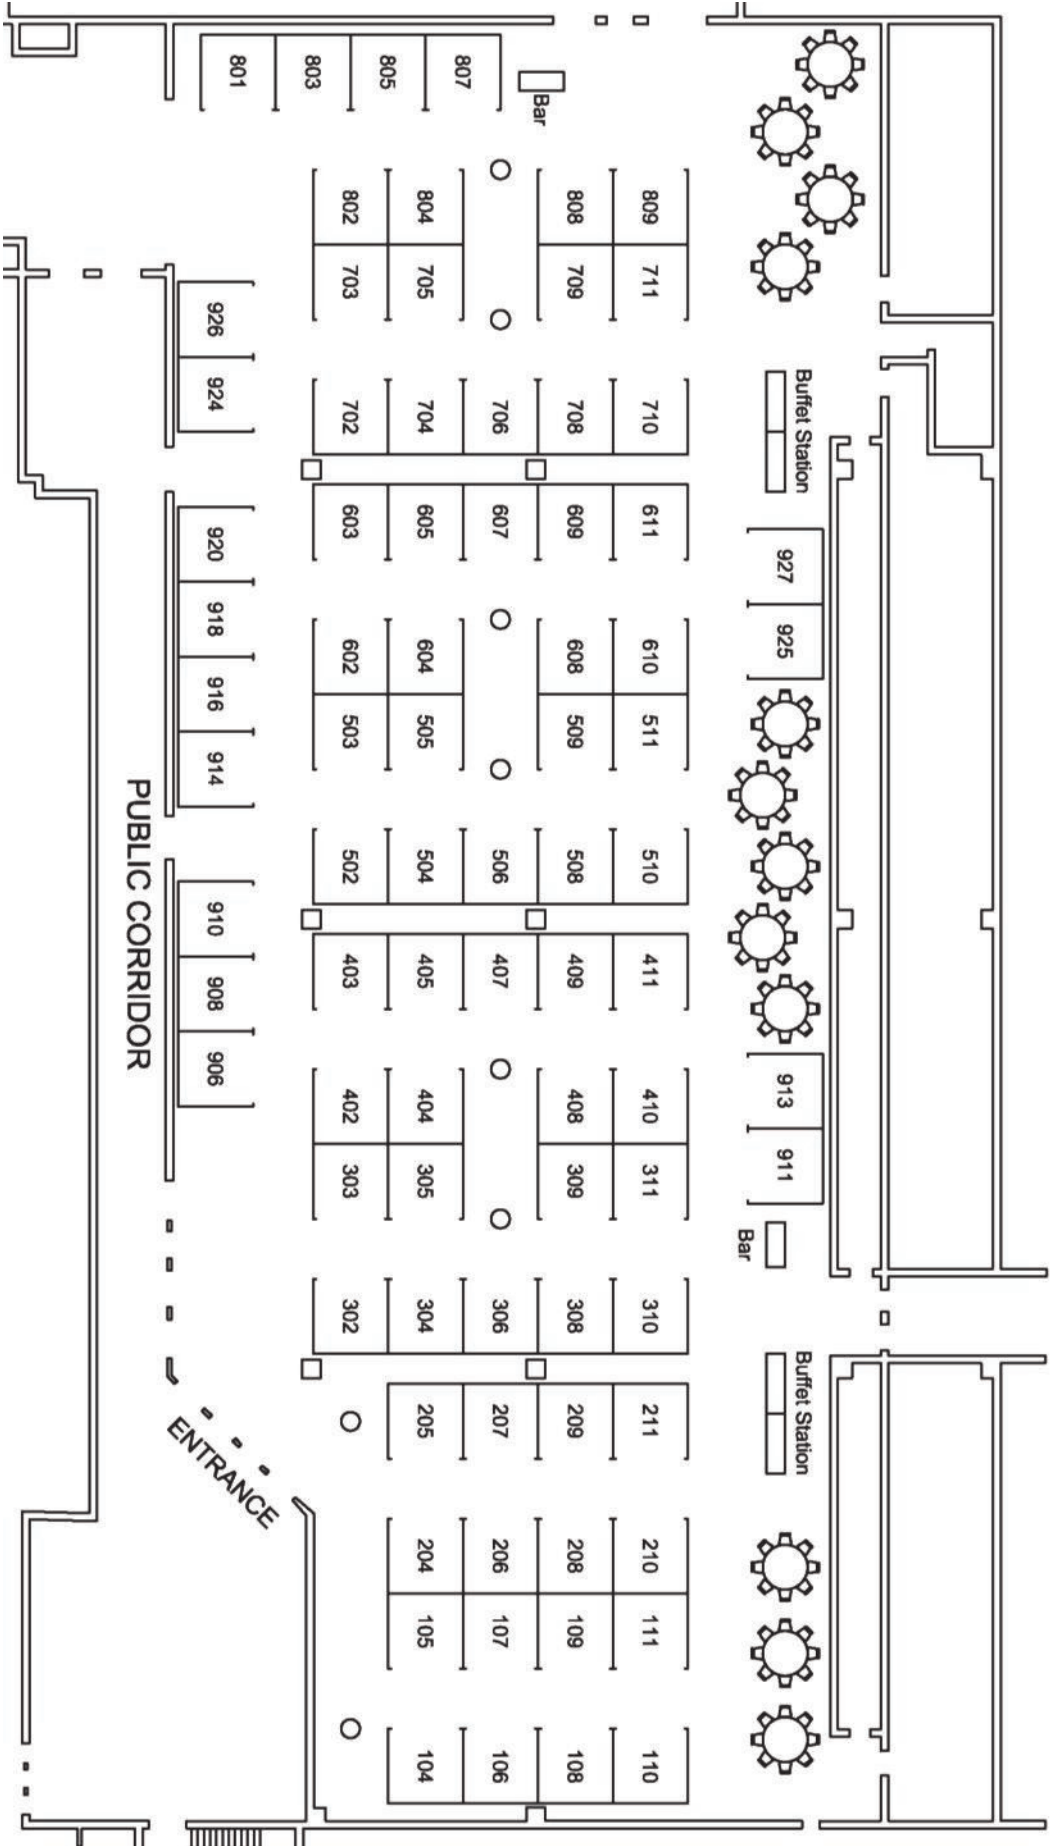 801 803 805 807
Bar
802 804 808 809
703 705 709 711
926
924
702 704 706 708 710
Buffet Station
603 605 607 609 611
920
918
916
914
927
925
602 604 608 610
503 505 509 511
PUBLIC CORRIDOR
502 504 506 508 510
910
908
906
403 405 407 409 411
402 404 408 410
303 305 309 311
913
911
Bar
302 304 306 308 310
Buffet Station
ENTRANCE
205 207 209 211
204 206 208 210
105 107 109 111
104 106 108 110